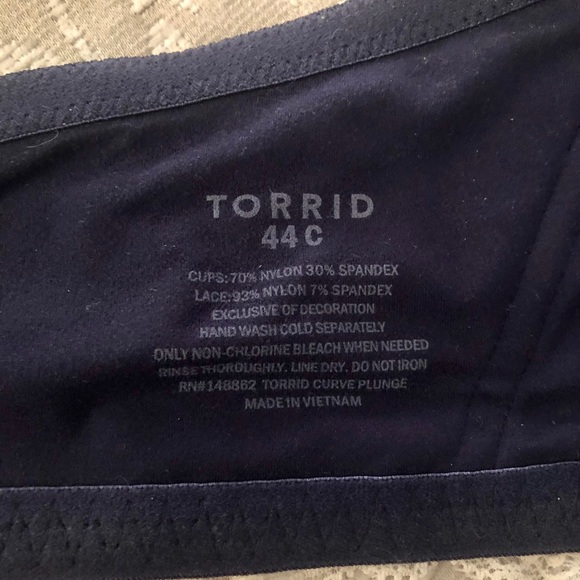 TORRID
44C
CUPS: 70% NYLON 30% SPANDEX
LACE: 93% NYLON 7% SPANDEX
EXCLUSIVE OF DECORATION
HAND WASH COLD SEPARATELY
ONLY NON-CHLORINE BLEACH WHEN NEEDED
RINSE THOROUGHLY. LINE DRY. DO NOT IRON
RN#148862 TORRID CURVE PLUNGE
MADE IN VIETNAM